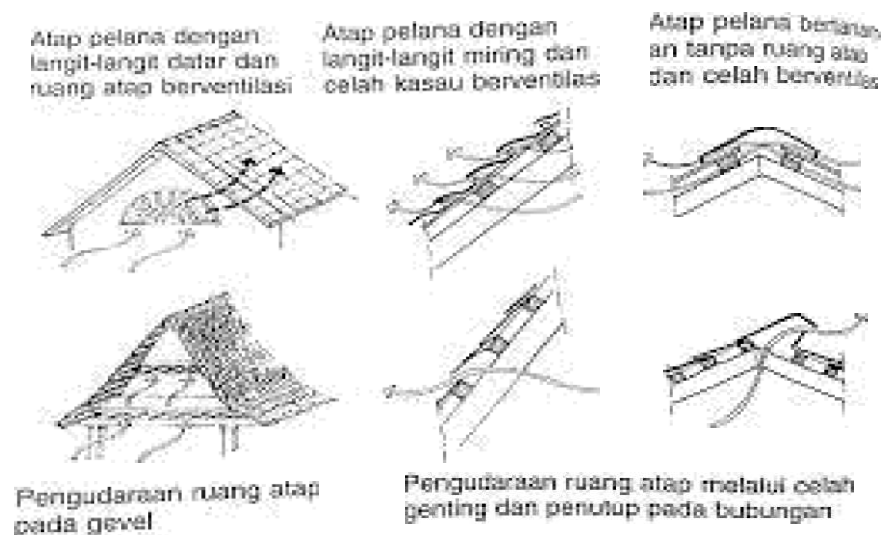 Atap pelana dengan
langit-langit datar dan
ruang atap berventilasi
Atap pelana dengan
langit-langit miring dan
celah kasau berventilas
Atap pelana
an tanpa ruang atap
dan celah berventilas
Pengudaraan ruang atap
pada gevel
Pengudaraan ruang atap melalui celah
genting dan penutup pada bubungan